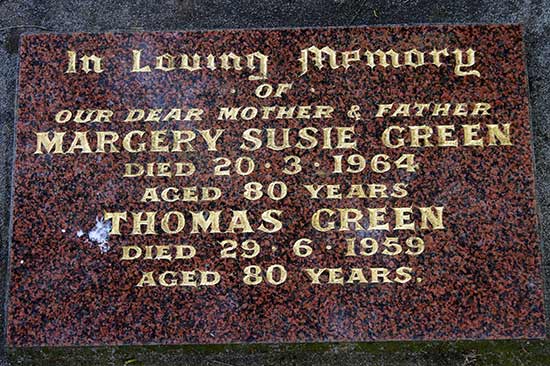 In Loving Memory
· OF ·
OUR DEAR MOTHER & FATHER
MARGERY SUSIE GREEN
DIED 20·3·1964
AGED 80 YEARS
THOMAS GREEN
DIED 29·6·1959
AGED 80 YEARS.